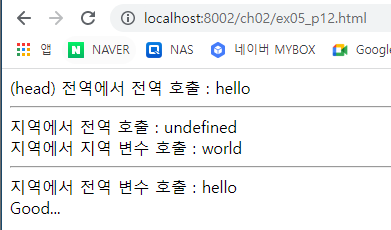 localhost:8002/ch02/ex05_p12.html
앱 NAVER QNAS 네이버 MYBOX Google
(head) 전역에서 전역 호출 : hello
지역에서 전역 호출 : undefined
지역에서 지역 변수 호출 : world
지역에서 전역 변수 호출 : hello
Good...